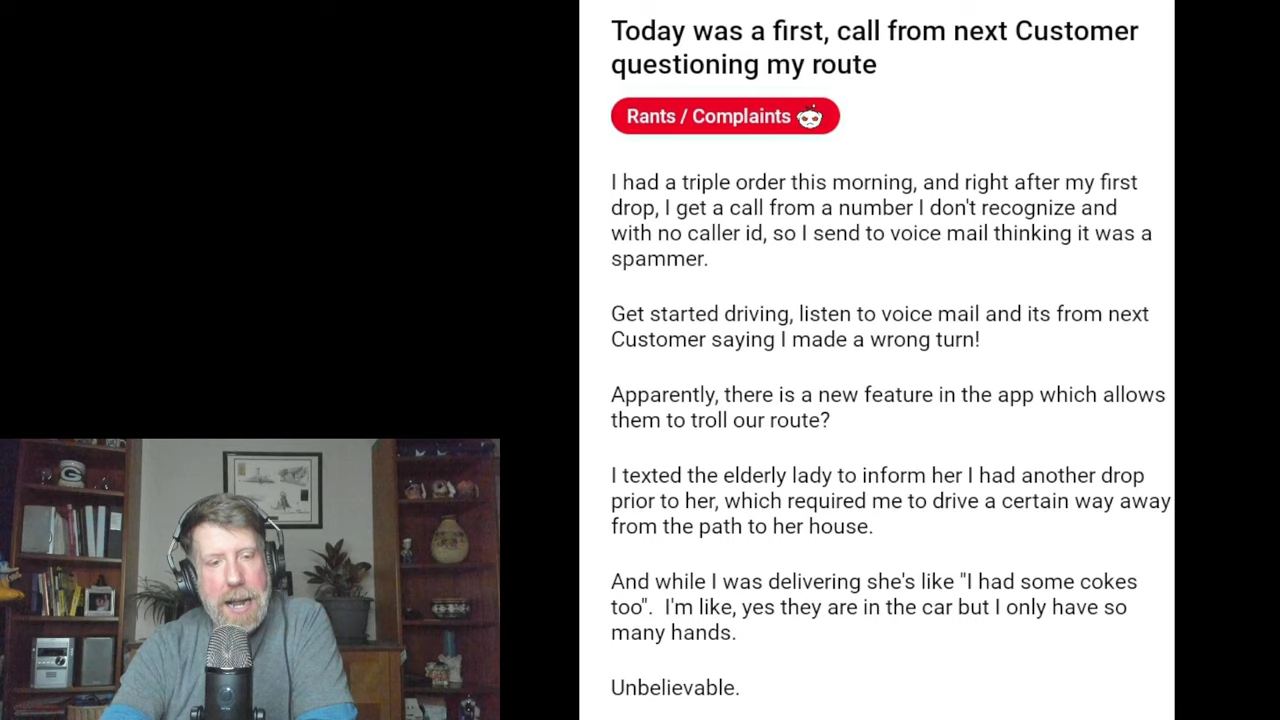 Today was a first, call from next Customer
questioning my route
Rants / Complaints
I had a triple order this morning, and right after my first
drop, I get a call from a number I don't recognize and
with no caller id, so I send to voice mail thinking it was a
spammer.
Get started driving, listen to voice mail and its from next
Customer saying I made a wrong turn!
Apparently, there is a new feature in the app which allows
them to troll our route?
I texted the elderly lady to inform her I had another drop
prior to her, which required me to drive a certain way away
from the path to her house.
And while I was delivering she's like "I had some cokes
too".  I'm like, yes they are in the car but I only have so
many hands.
Unbelievable.